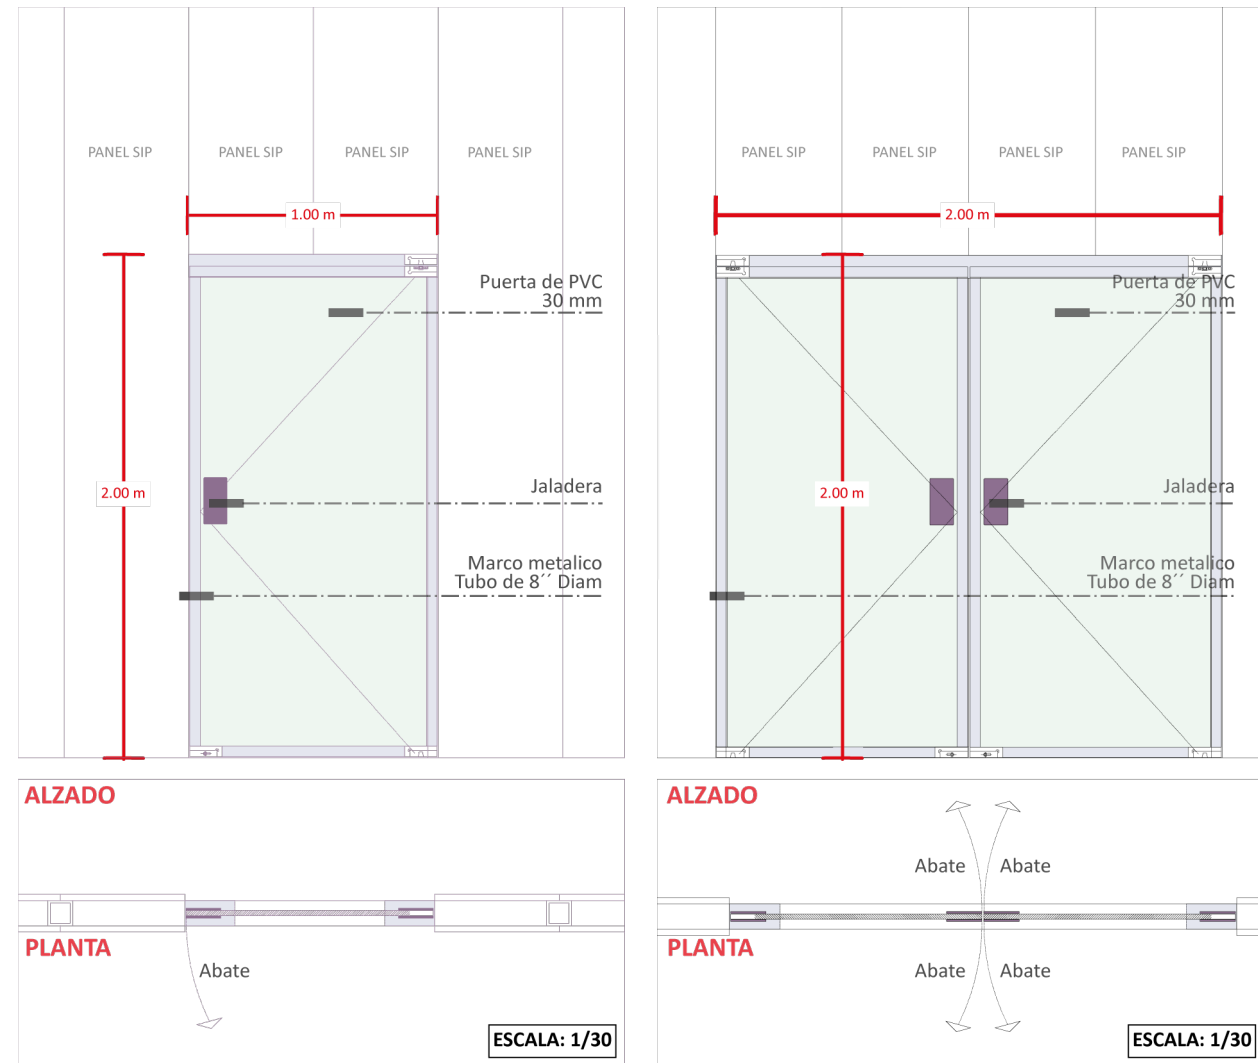 PANEL SIP PANEL SIP PANEL SIP PANEL SIP
1.00 m
Puerta de PVC
30 mm
2.00 m
Jaladera
Marco metalico
Tubo de 8´´ Diam
ALZADO
PLANTA
Abate
ESCALA: 1/30
PANEL SIP PANEL SIP PANEL SIP PANEL SIP
2.00 m
Puerta de PVC
30 mm
2.00 m
Jaladera
Marco metalico
Tubo de 8´´ Diam
ALZADO
Abate Abate
PLANTA
Abate Abate
ESCALA: 1/30